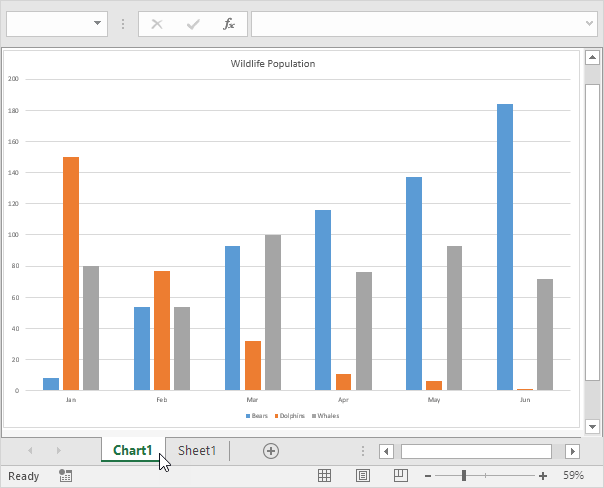 fx
Wildlife Population
200
180
160
140
120
100
80
60
40
20
0
Jan Feb Mar Apr May Jun
Bears Dolphins Whales
Chart1 Sheet1
Ready 59%